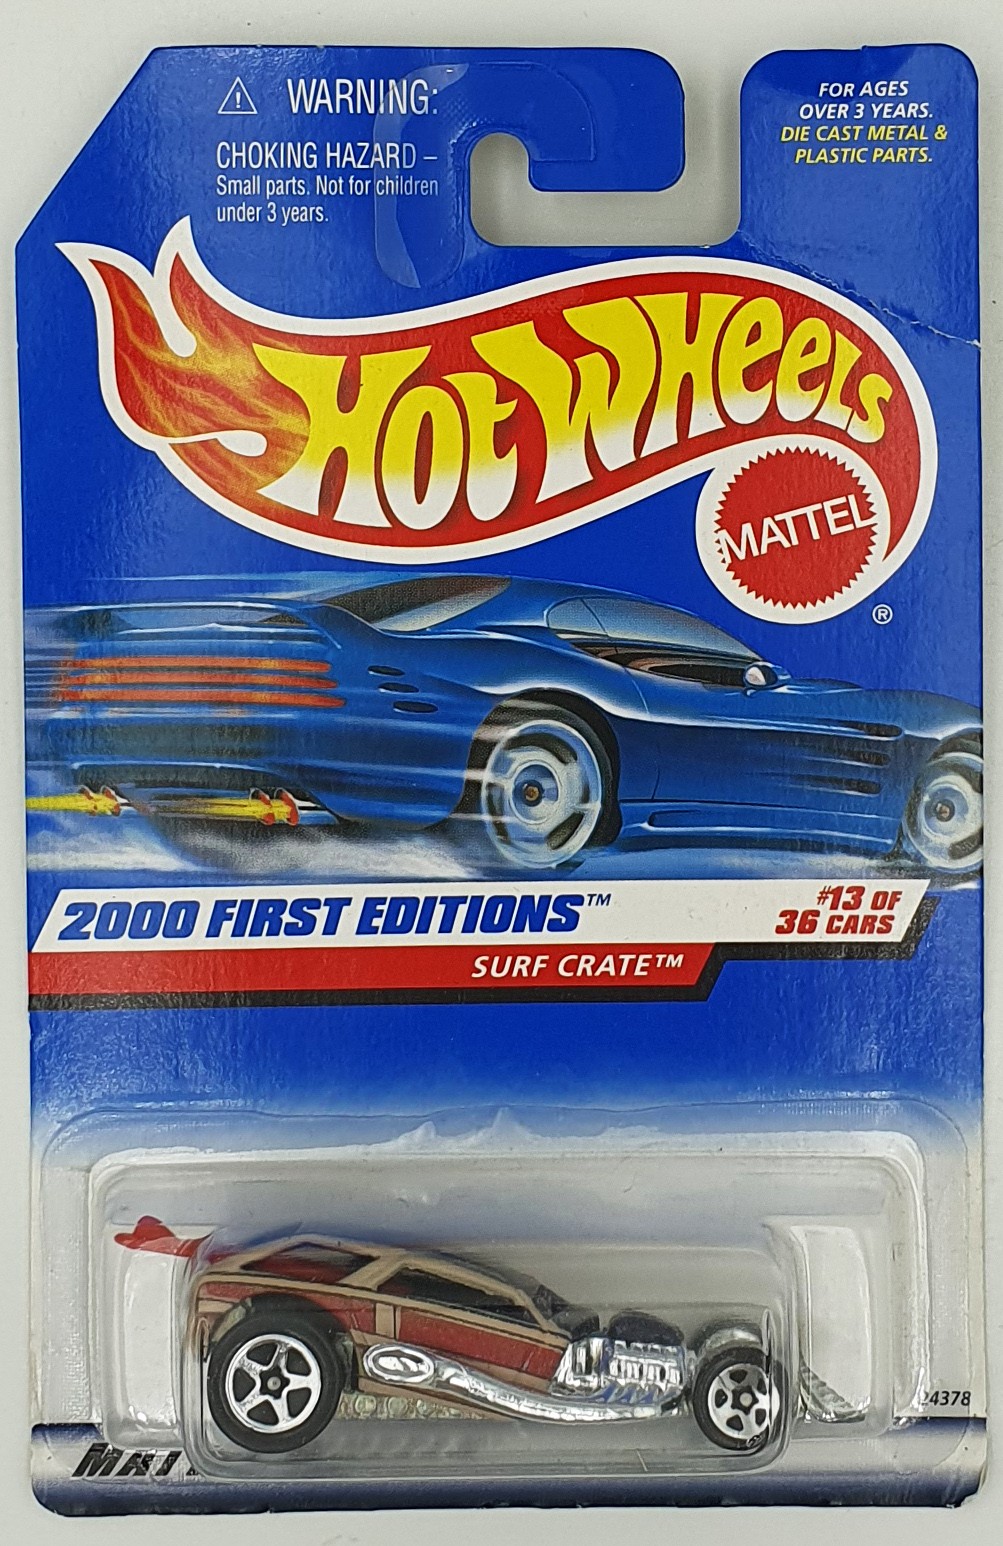 WARNING:
CHOKING HAZARD –
Small parts. Not for children
under 3 years.
FOR AGES
OVER 3 YEARS.
DIE CAST METAL &
PLASTIC PARTS.
HOT WHEELS
MATTEL
®
2000 FIRST EDITIONS™
#13 OF
36 CARS
SURF CRATE™
24378